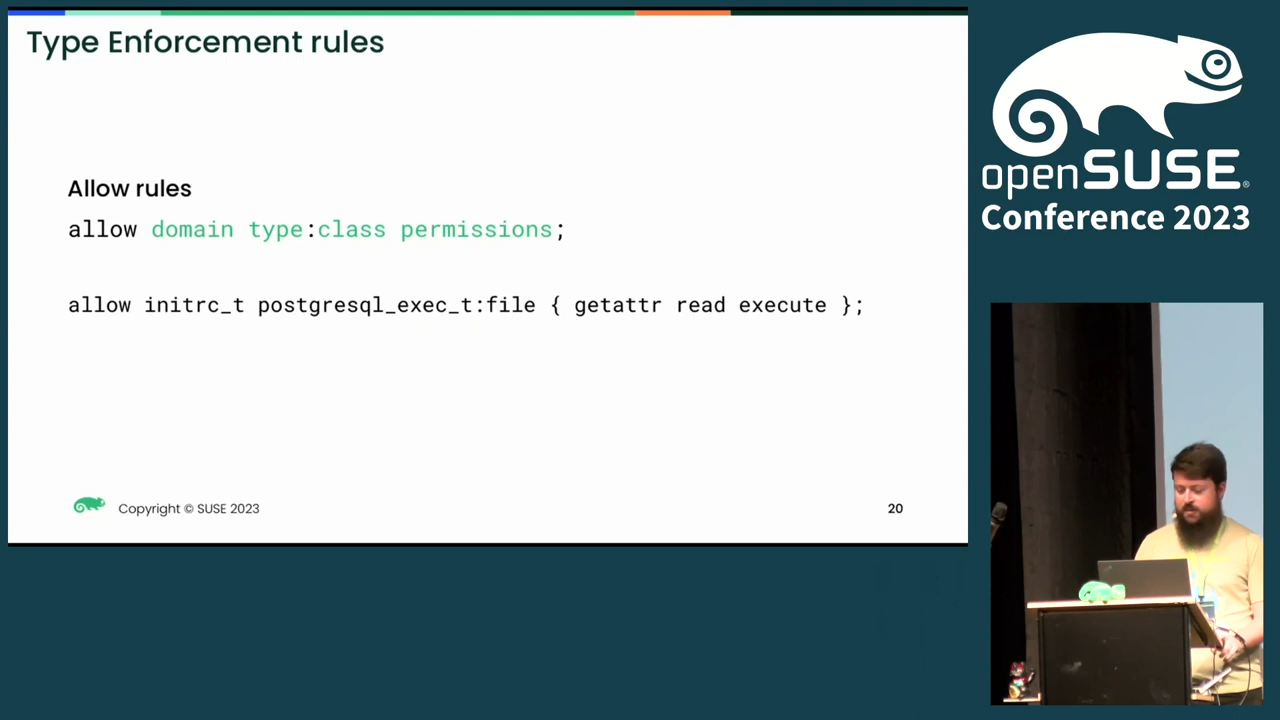 Type Enforcement rules
Allow rules
allow domain type:class permissions;
allow initrc_t postgresql_exec_t:file { getattr read execute };
Copyright © SUSE 2023
20
openSUSE®
Conference 2023